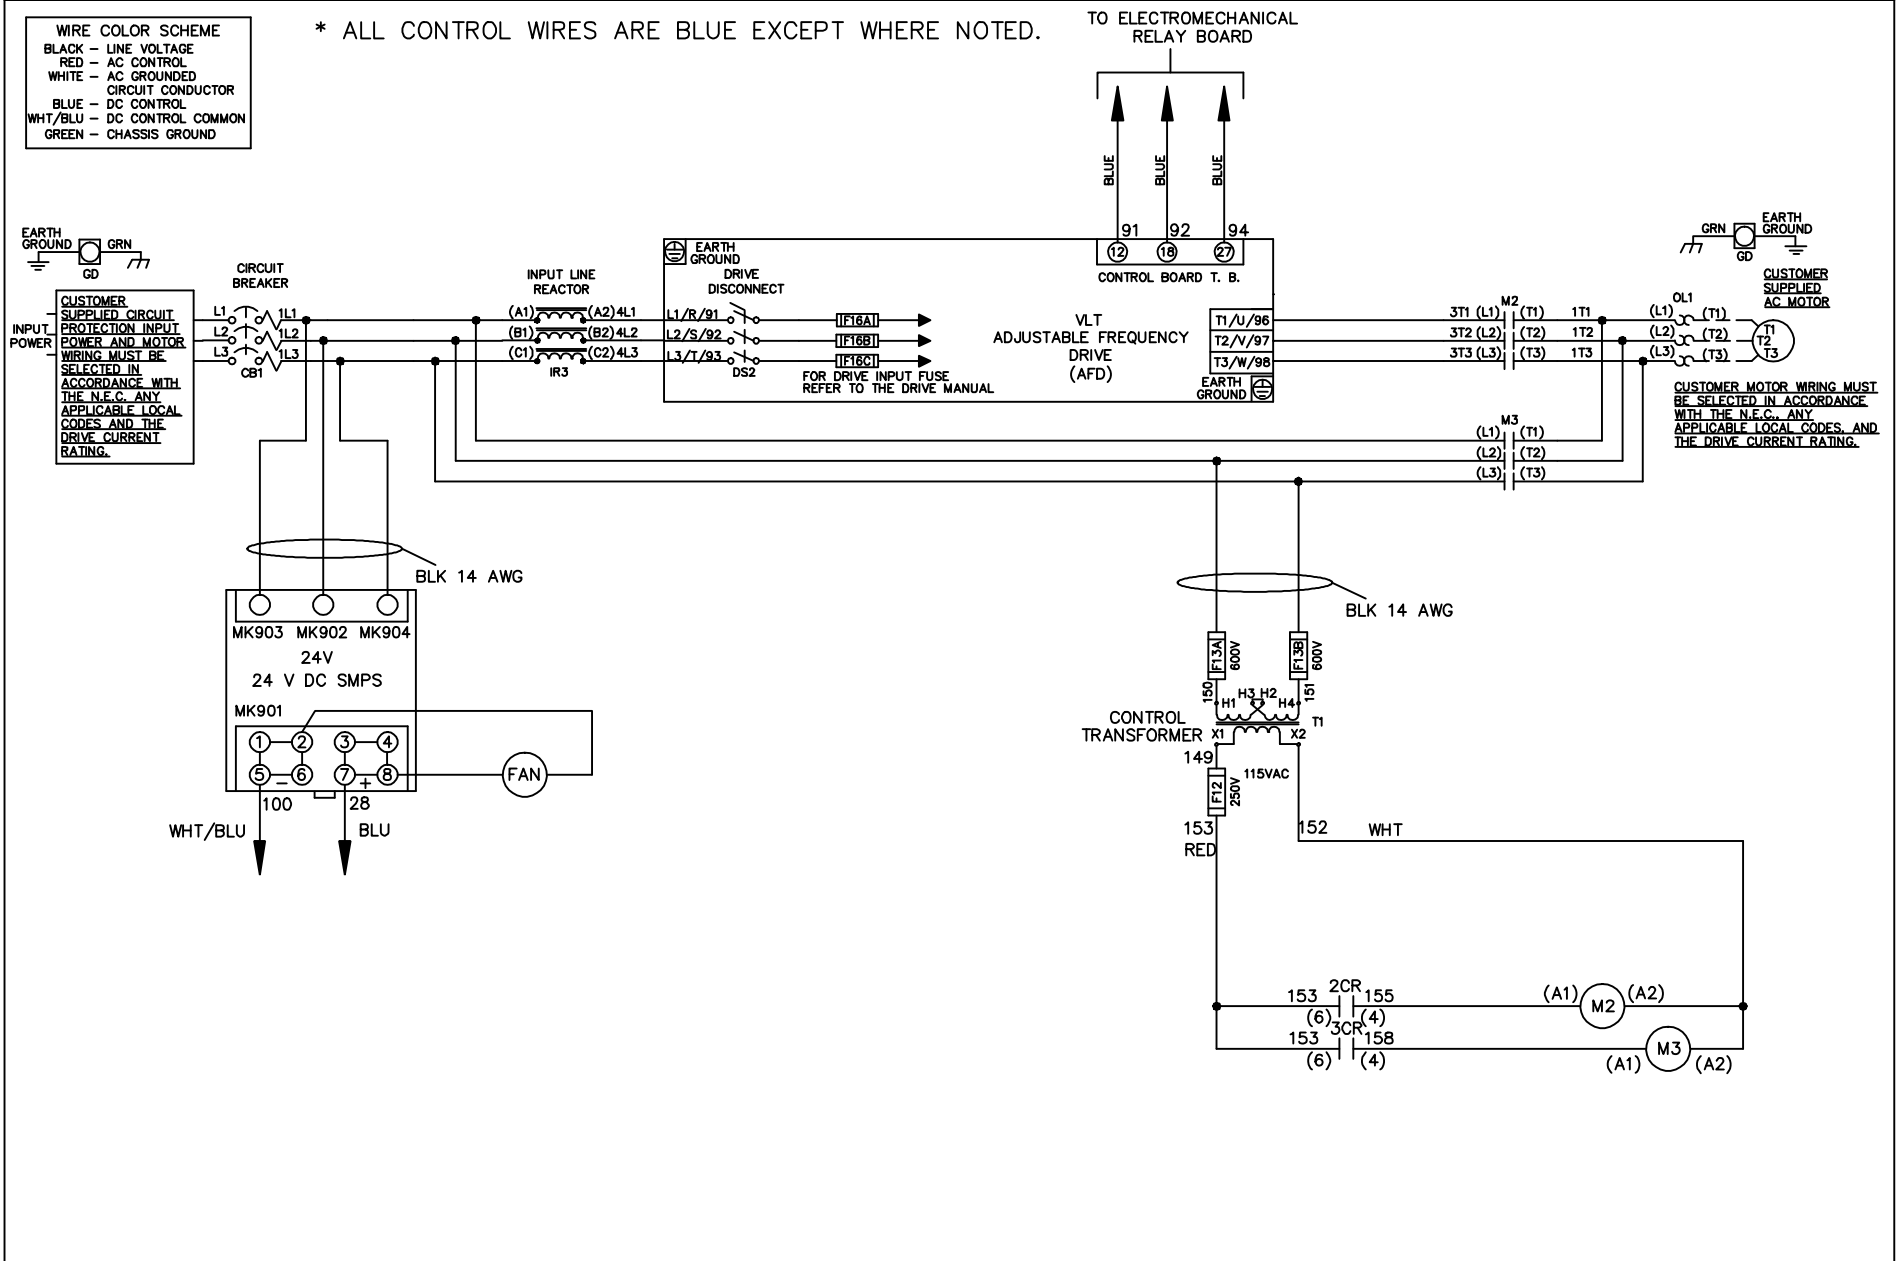 WIRE COLOR SCHEME
BLACK – LINE VOLTAGE
RED – AC CONTROL
WHITE – AC GROUNDED
CIRCUIT CONDUCTOR
BLUE – DC CONTROL
WHT/BLU – DC CONTROL COMMON
GREEN – CHASSIS GROUND
* ALL CONTROL WIRES ARE BLUE EXCEPT WHERE NOTED.
TO ELECTROMECHANICAL
RELAY BOARD
BLUE BLUE BLUE
91 92 94
12 18 27
CONTROL BOARD T. B.
EARTH
GROUND
GRN
GD
CUSTOMER
SUPPLIED CIRCUIT
PROTECTION INPUT
POWER AND MOTOR
WIRING MUST BE
SELECTED IN
ACCORDANCE WITH
THE N.E.C. ANY
APPLICABLE LOCAL
CODES AND THE
DRIVE CURRENT
RATING.
INPUT
POWER
CIRCUIT
BREAKER
L1 1L1
L2 1L2
L3 1L3
CB1
INPUT LINE
REACTOR
(A1) (A2) 4L1
(B1) (B2) 4L2
(C1) (C2) 4L3
IR3
EARTH
GROUND
DRIVE
DISCONNECT
L1/R/91
L2/S/92
L3/T/93
DS2
F16A
F16B
F16C
FOR DRIVE INPUT FUSE
REFER TO THE DRIVE MANUAL
VLT
ADJUSTABLE FREQUENCY
DRIVE
(AFD)
T1/U/96
T2/V/97
T3/W/98
EARTH
GROUND
M2
3T1 (L1) (T1) 1T1
3T2 (L2) (T2) 1T2
3T3 (L3) (T3) 1T3
M3
(L1) (T1)
(L2) (T2)
(L3) (T3)
OL1
(L1) (T1)
(L2) (T2)
(L3) (T3)
T1
T2
T3
GRN
GD
EARTH
GROUND
CUSTOMER
SUPPLIED
AC MOTOR
CUSTOMER MOTOR WIRING MUST
BE SELECTED IN ACCORDANCE
WITH THE N.E.C., ANY
APPLICABLE LOCAL CODES, AND
THE DRIVE CURRENT RATING.
BLK 14 AWG
MK903 MK902 MK904
24V
24 V DC SMPS
MK901
1 2 3 4
5 – 6 7 + 8
FAN
100 28
WHT/BLU BLU
BLK 14 AWG
F13A 600V F13B 600V
150 151
H1 H3 H2 H4
T1
CONTROL
TRANSFORMER
X1 X2
149
115VAC
F12 250V
153 152 WHT
RED
2CR
153 155 (A1) M2 (A2)
(6) (4)
3CR
153 158 M3
(6) (4) (A1) (A2)